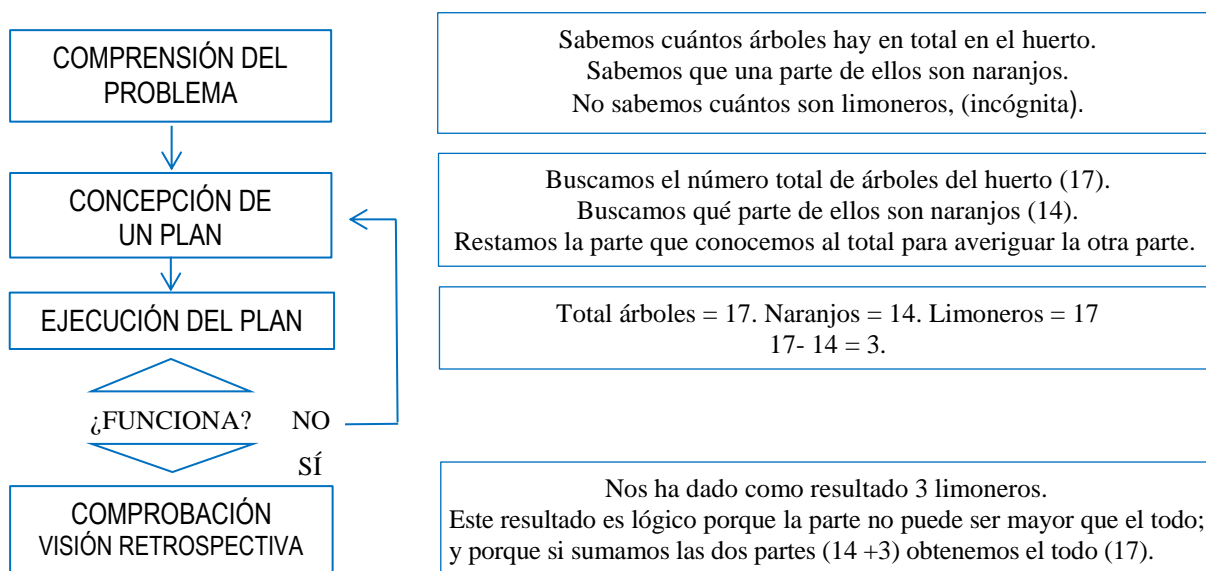 COMPRENSIÓN DEL
PROBLEMA
Sabemos cuántos árboles hay en total en el huerto.
Sabemos que una parte de ellos son naranjos.
No sabemos cuántos son limoneros, (incógnita).
CONCEPCIÓN DE
UN PLAN
Buscamos el número total de árboles del huerto (17).
Buscamos qué parte de ellos son naranjos (14).
Restamos la parte que conocemos al total para averiguar la otra parte.
EJECUCIÓN DEL PLAN
Total árboles = 17. Naranjos = 14. Limoneros = 17
17- 14 = 3.
¿FUNCIONA? NO
SÍ
COMPROBACIÓN
VISIÓN RETROSPECTIVA
Nos ha dado como resultado 3 limoneros.
Este resultado es lógico porque la parte no puede ser mayor que el todo;
y porque si sumamos las dos partes (14 +3) obtenemos el todo (17).